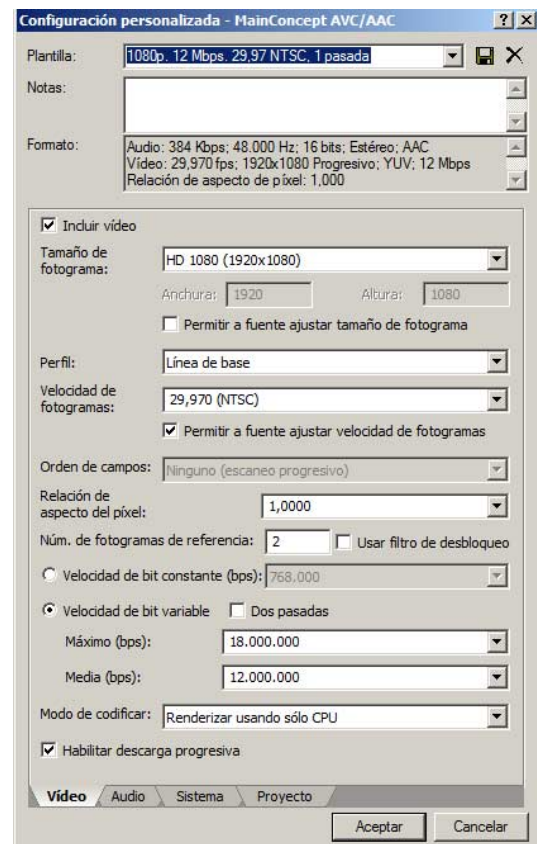 Configuración personalizada - MainConcept AVC/AAC
Plantilla: 1080p. 12 Mbps. 29,97 NTSC, 1 pasada
Notas:
Formato: Audio: 384 Kbps; 48.000 Hz; 16 bits; Estéreo; AAC
Vídeo: 29,970 fps; 1920x1080 Progresivo; YUV; 12 Mbps
Relación de aspecto de píxel: 1,000
Incluir vídeo
Tamaño de
fotograma: HD 1080 (1920x1080)
Anchura: 1920 Altura: 1080
Permitir a fuente ajustar tamaño de fotograma
Perfil: Línea de base
Velocidad de
fotogramas: 29,970 (NTSC)
Permitir a fuente ajustar velocidad de fotogramas
Orden de campos: Ninguno (escaneo progresivo)
Relación de
aspecto del píxel: 1,0000
Núm. de fotogramas de referencia: 2 Usar filtro de desbloqueo
Velocidad de bit constante (bps): 768.000
Velocidad de bit variable Dos pasadas
Máximo (bps): 18.000.000
Media (bps): 12.000.000
Modo de codificar: Renderizar usando sólo CPU
Habilitar descarga progresiva
Vídeo Audio Sistema Proyecto
Aceptar Cancelar